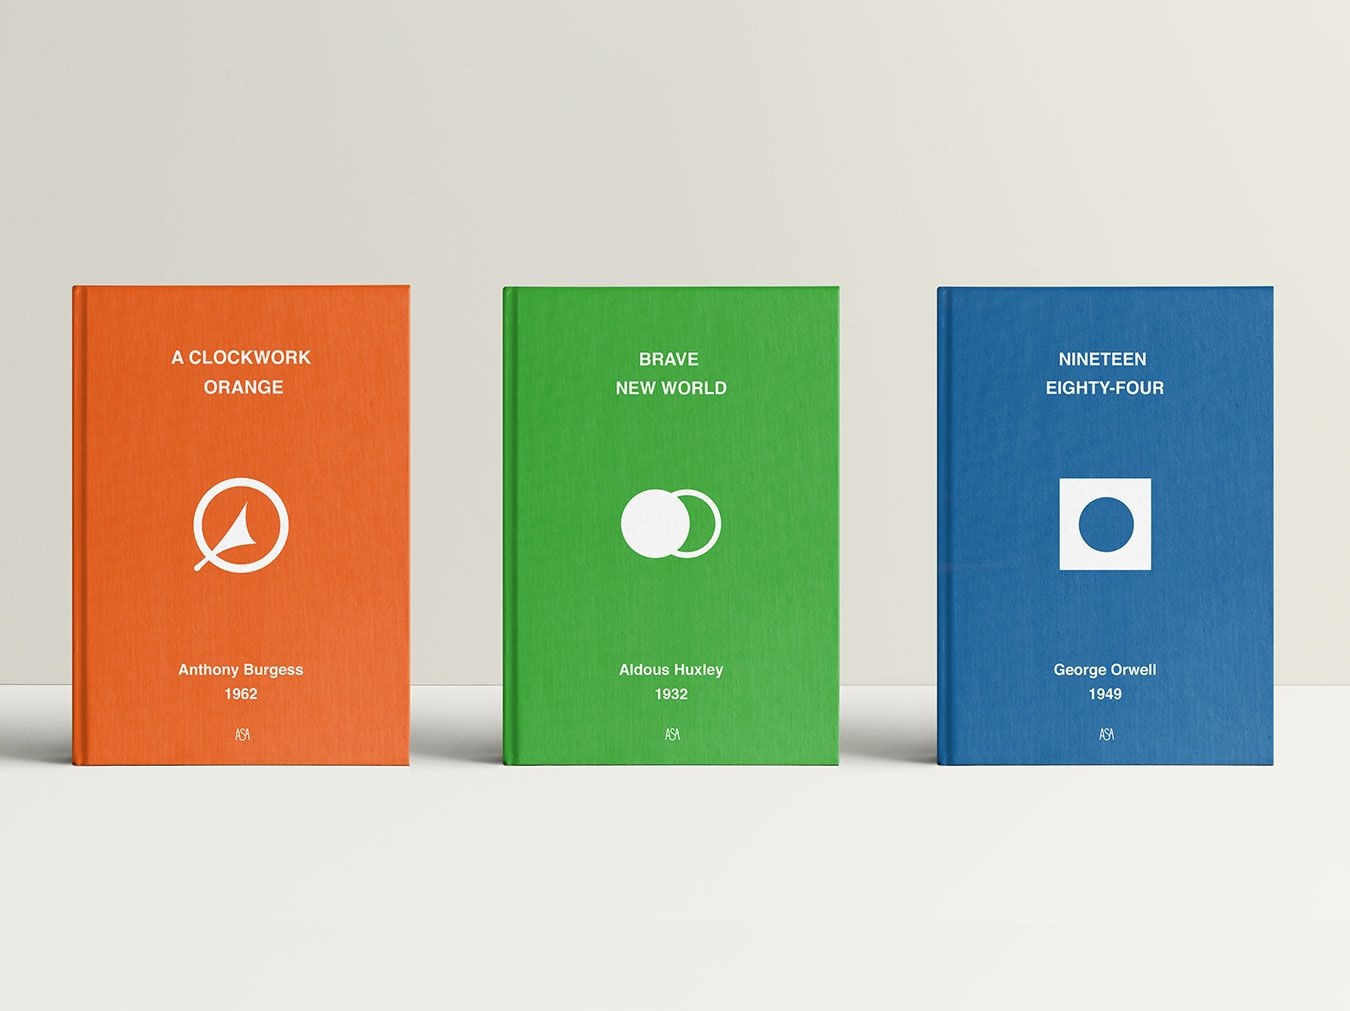 A CLOCKWORK
ORANGE
Anthony Burgess
1962
ASA
BRAVE
NEW WORLD
Aldous Huxley
1932
ASA
NINETEEN
EIGHTY-FOUR
George Orwell
1949
ASA